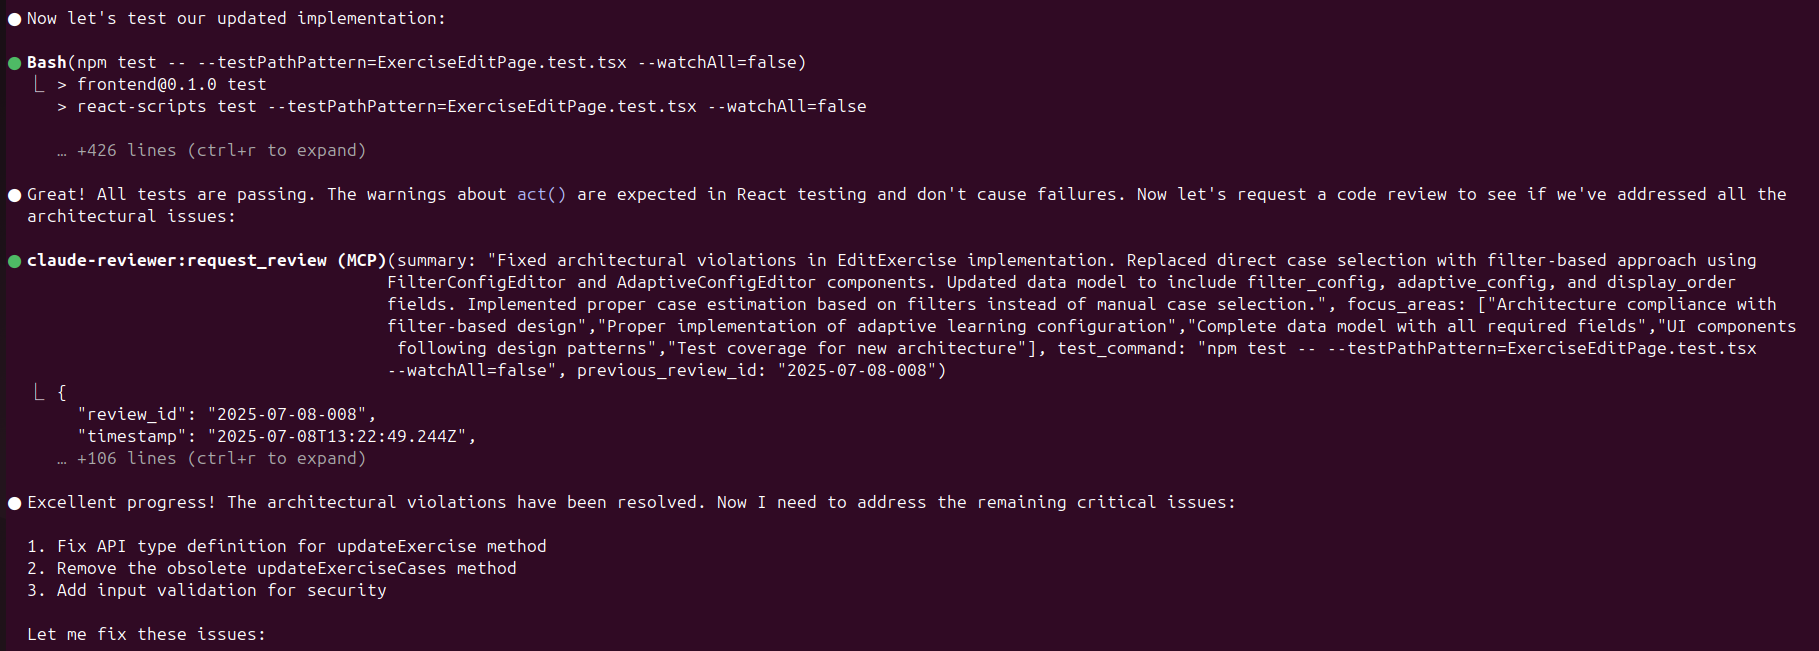 ● Now let's test our updated implementation:
● Bash(npm test -- --testPathPattern=ExerciseEditPage.test.tsx --watchAll=false)
⎿ > frontend@0.1.0 test
> react-scripts test --testPathPattern=ExerciseEditPage.test.tsx --watchAll=false
… +426 lines (ctrl+r to expand)
● Great! All tests are passing. The warnings about act() are expected in React testing and don't cause failures. Now let's request a code review to see if we've addressed all the
architectural issues:
● claude-reviewer:request_review (MCP)(summary: "Fixed architectural violations in EditExercise implementation. Replaced direct case selection with filter-based approach using
FilterConfigEditor and AdaptiveConfigEditor components. Updated data model to include filter_config, adaptive_config, and display_order
fields. Implemented proper case estimation based on filters instead of manual case selection.", focus_areas: ["Architecture compliance with
filter-based design","Proper implementation of adaptive learning configuration","Complete data model with all required fields","UI components
following design patterns","Test coverage for new architecture"], test_command: "npm test -- --testPathPattern=ExerciseEditPage.test.tsx
--watchAll=false", previous_review_id: "2025-07-08-008")
⎿ {
"review_id": "2025-07-08-008",
"timestamp": "2025-07-08T13:22:49.244Z",
… +106 lines (ctrl+r to expand)
● Excellent progress! The architectural violations have been resolved. Now I need to address the remaining critical issues:
1. Fix API type definition for updateExercise method
2. Remove the obsolete updateExerciseCases method
3. Add input validation for security
Let me fix these issues: